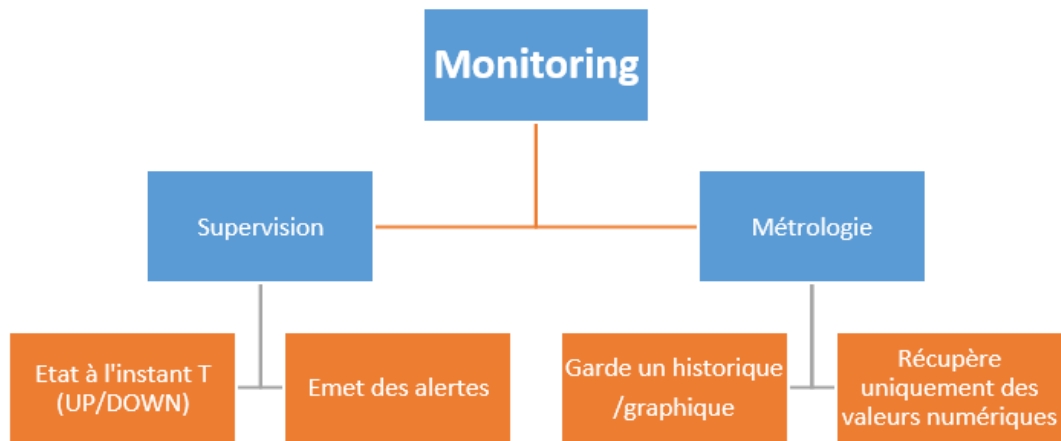 Monitoring
Supervision
Métrologie
Etat à l'instant T
(UP/DOWN)
Emet des alertes
Garde un historique
/graphique
Récupère
uniquement des
valeurs numériques